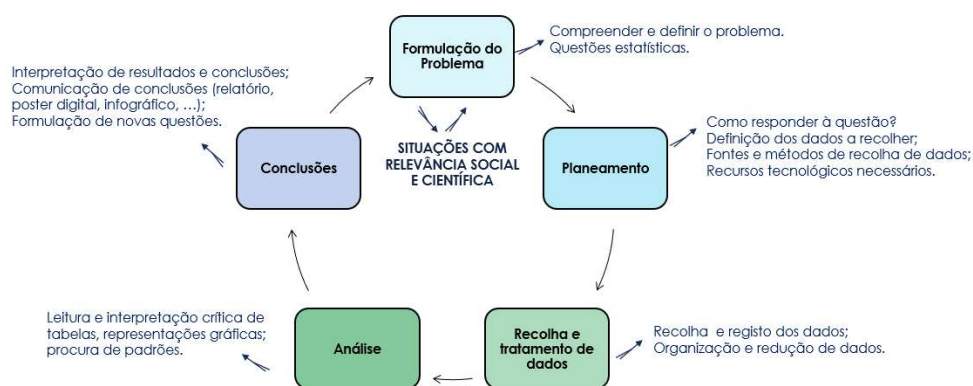 Formulação do
Problema
Compreender e definir o problema.
Questões estatísticas.
SITUAÇÕES COM
RELEVÂNCIA SOCIAL
E CIENTÍFICA
Planeamento
Como responder à questão?
Definição dos dados a recolher;
Fontes e métodos de recolha de dados;
Recursos tecnológicos necessários.
Recolha e
tratamento de
dados
Recolha e registo dos dados;
Organização e redução de dados.
Análise
Leitura e interpretação crítica de
tabelas, representações gráficas;
procura de padrões.
Conclusões
Interpretação de resultados e conclusões;
Comunicação de conclusões (relatório,
poster digital, infográfico, ...);
Formulação de novas questões.